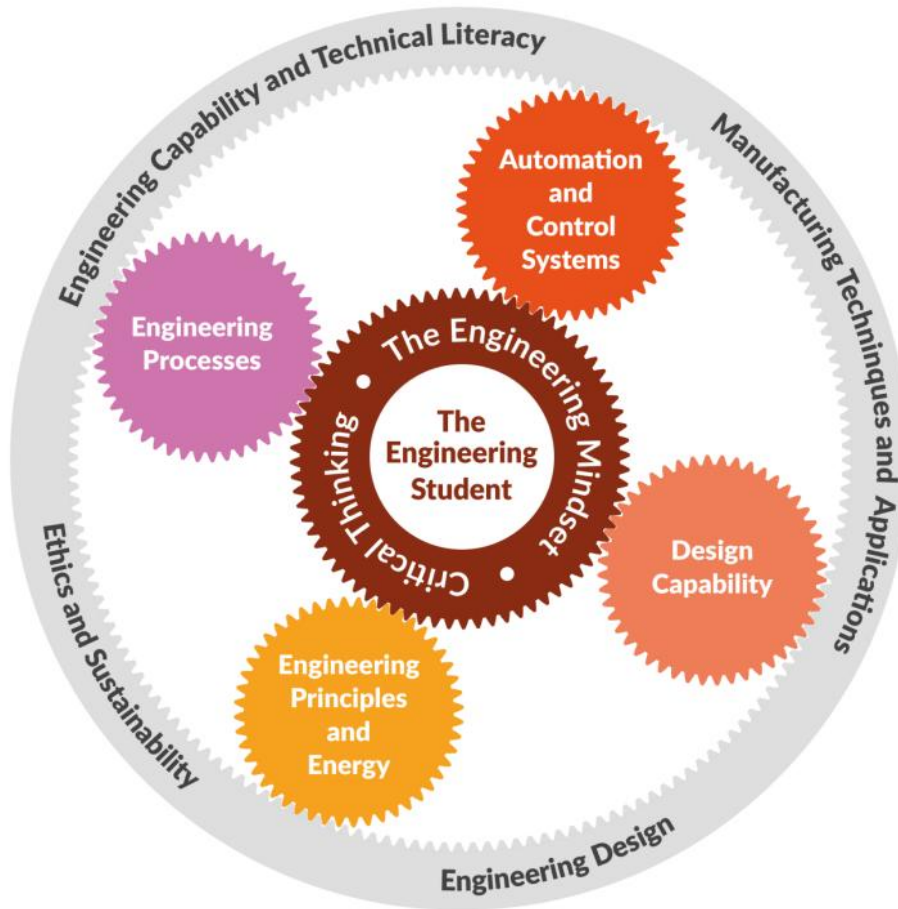 Engineering Capability and Technical Literacy
Manufacturing Techninques and Applications
Automation
and
Control
Systems
Engineering
Processes
The Engineering Mindset
Critical Thinking
The
Engineering
Student
Design
Capability
Engineering
Principles
and
Energy
Ethics and Sustainability
Engineering Design